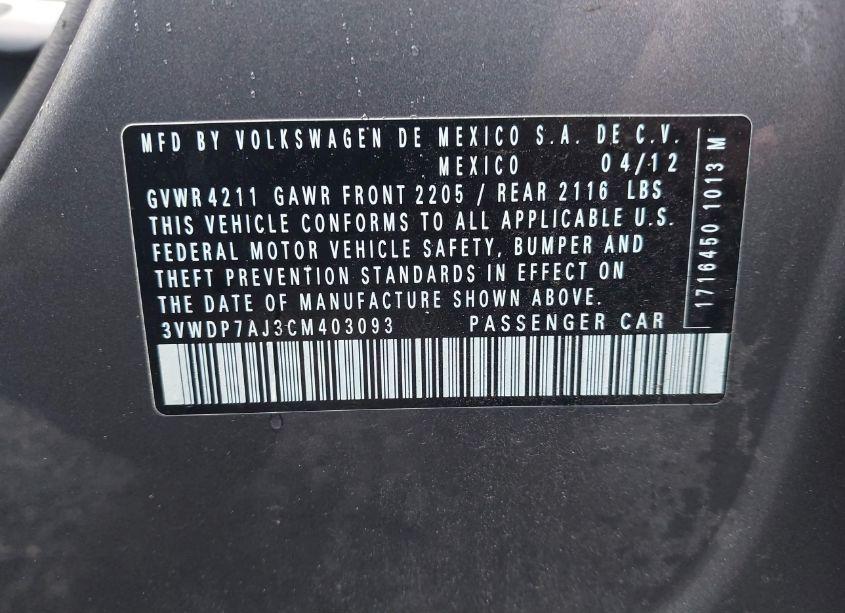 MFD BY VOLKSWAGEN DE MEXICO S.A. DE C.V.
MEXICO 04/12
GVWR 4211 GAWR FRONT 2205 / REAR 2116 LBS
THIS VEHICLE CONFORMS TO ALL APPLICABLE U.S.
FEDERAL MOTOR VEHICLE SAFETY, BUMPER AND
THEFT PREVENTION STANDARDS IN EFFECT ON
THE DATE OF MANUFACTURE SHOWN ABOVE.
3VWDP7AJ3CM403093 PASSENGER CAR
1716450 1013 M